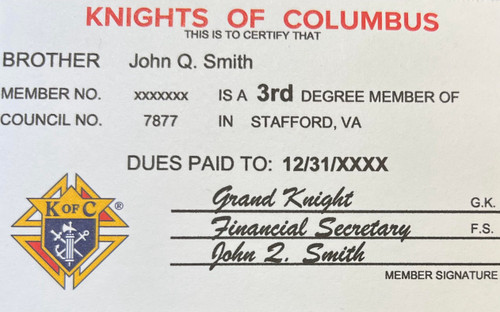 KNIGHTS OF COLUMBUS
THIS IS TO CERTIFY THAT
BROTHER John Q. Smith
MEMBER NO. xxxxxxx IS A 3rd DEGREE MEMBER OF
COUNCIL NO. 7877 IN STAFFORD, VA
DUES PAID TO: 12/31/XXXX
Grand Knight G.K.
K OF C ®
Financial Secretary F.S.
John Q. Smith
MEMBER SIGNATURE